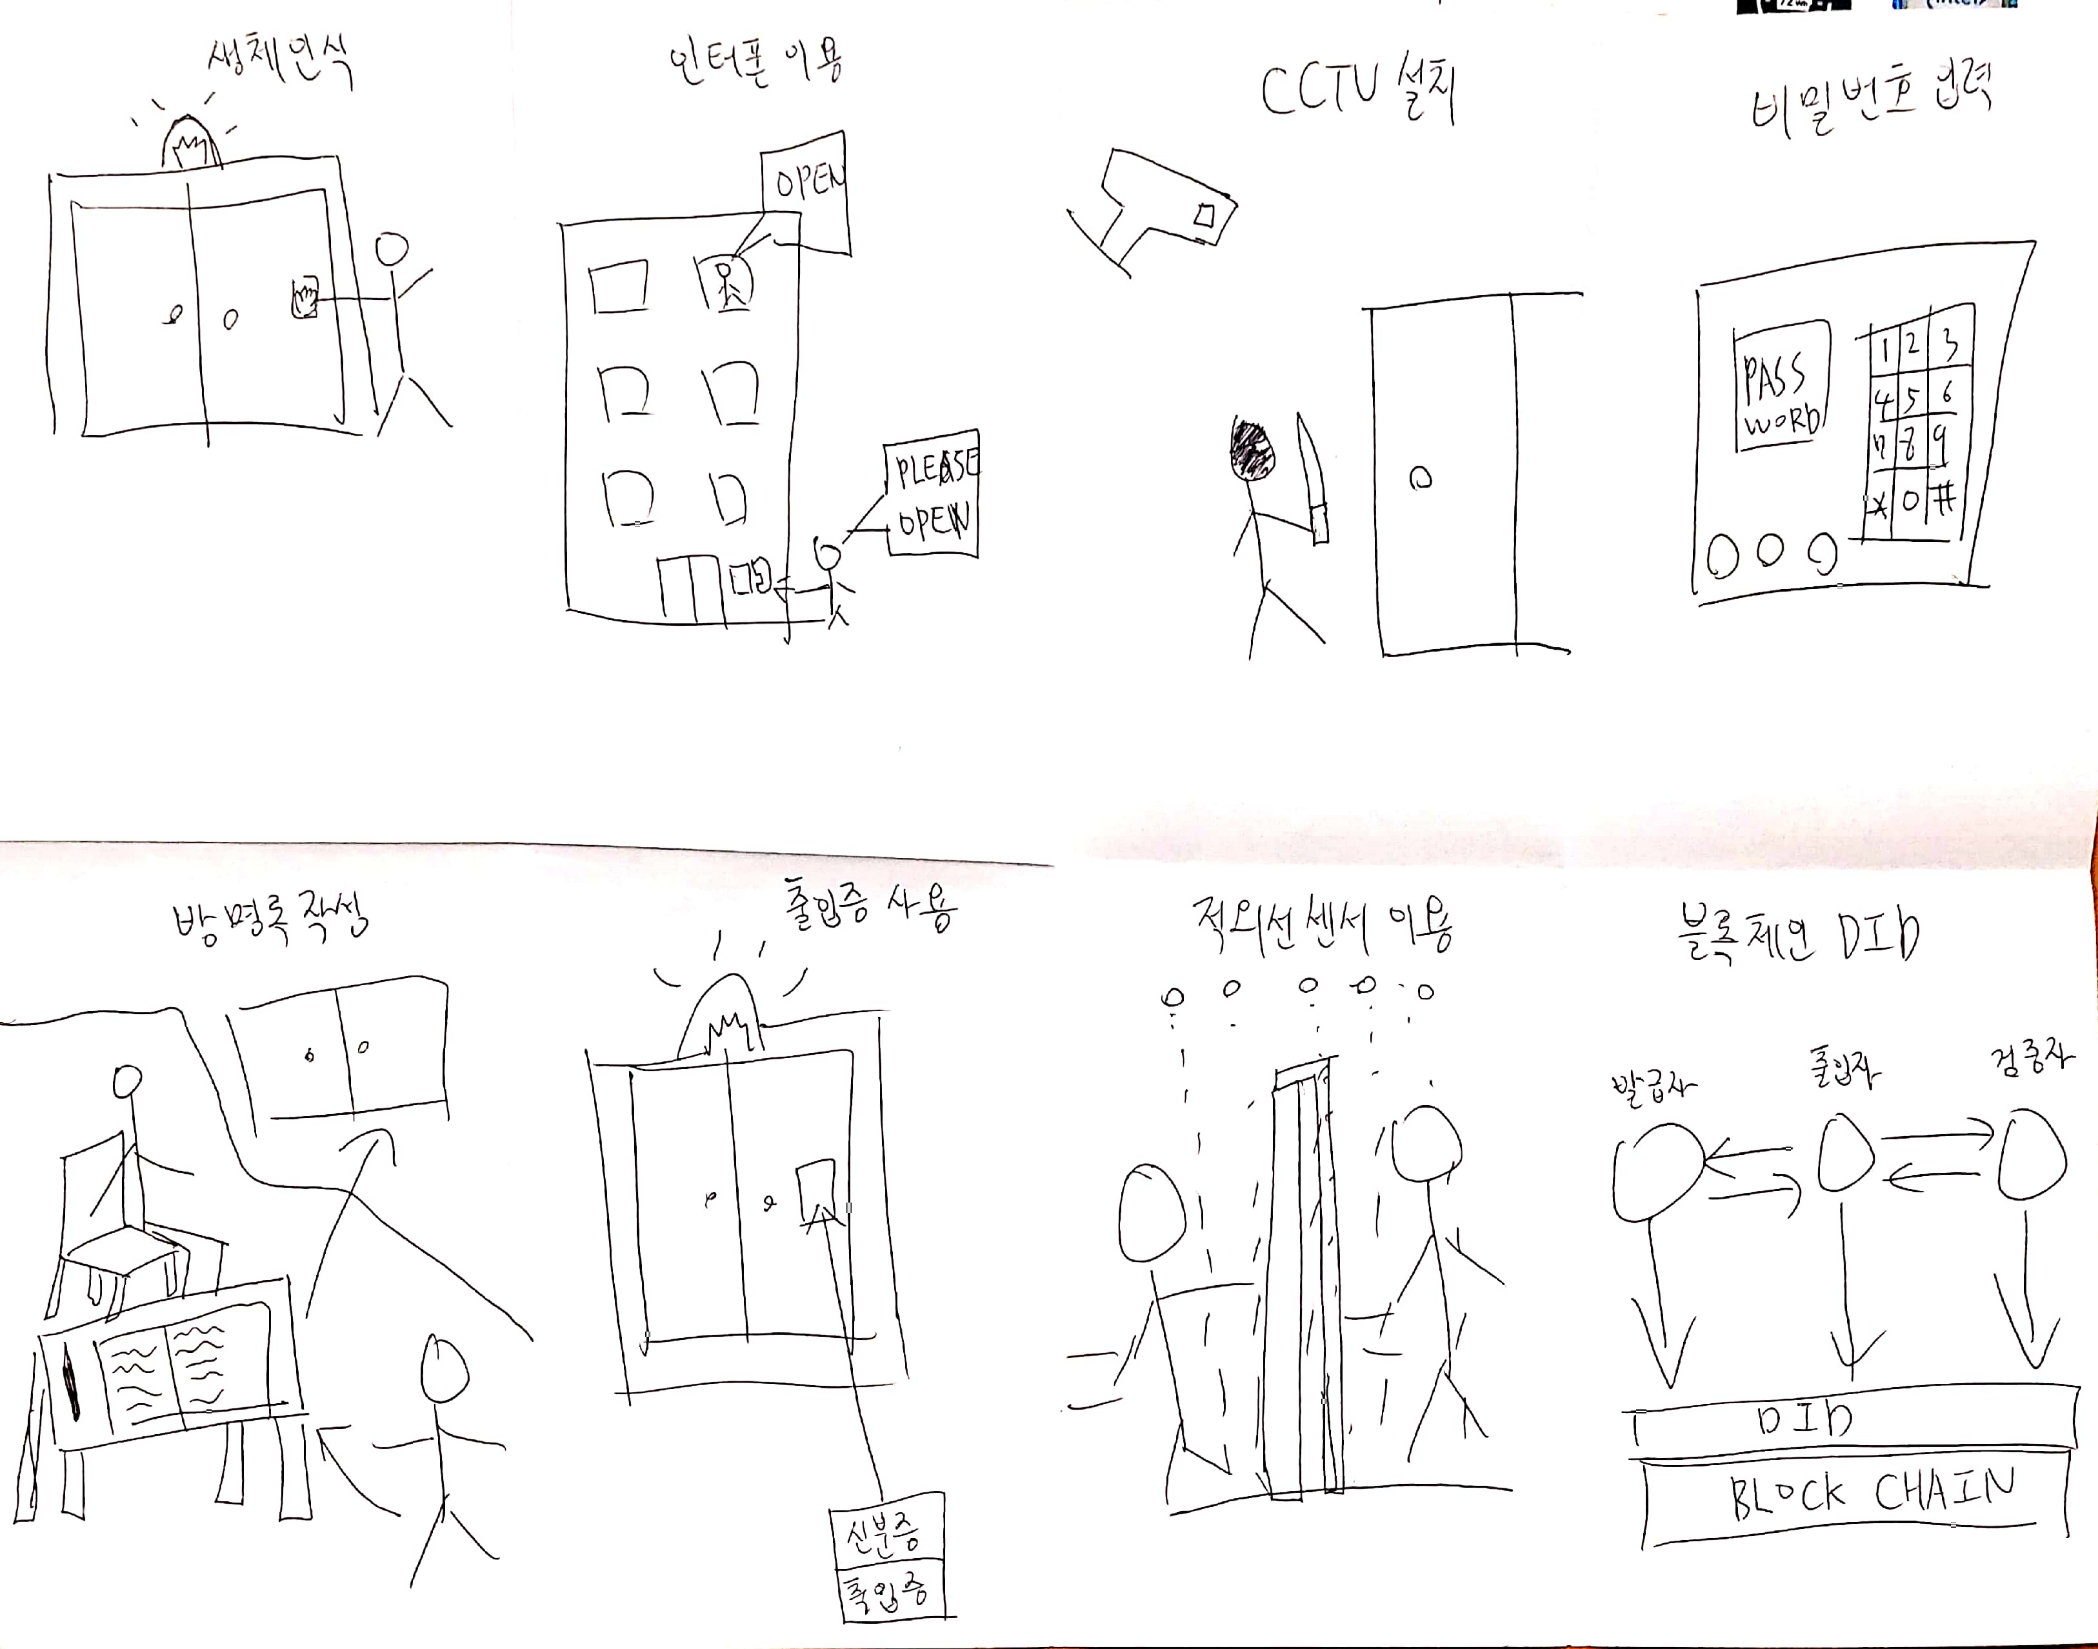 생체인식
인터폰 이용
CCTV 설치
비밀번호 입력
OPEN
PLEASE
OPEN
PASS
WORD
1 2 3
4 5 6
7 8 9
* 0 #
방명록 작성
출입증 사용
적외선 센서 이용
블록체인 DID
발급자
출입자
검증자
신분증
출입증
DID
BLOCK CHAIN